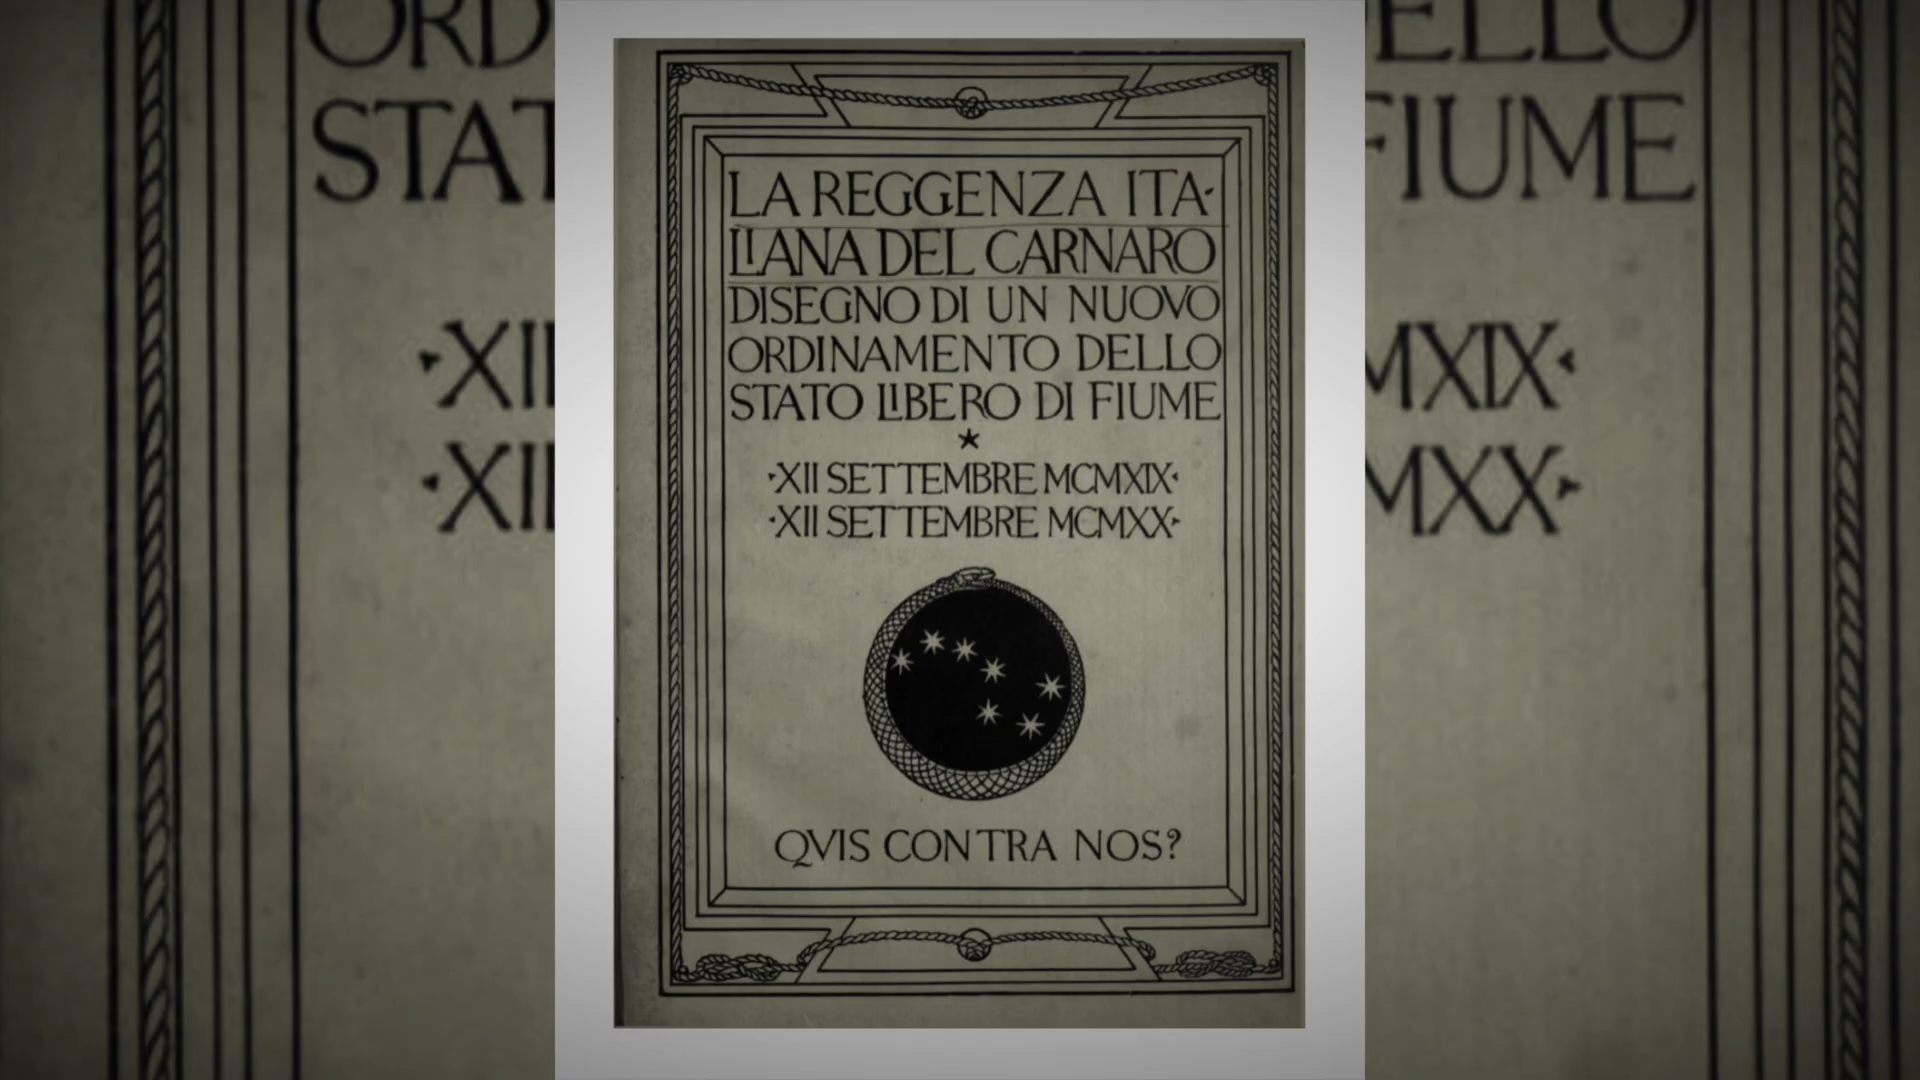 LA REGGENZA ITA-
LIANA DEL CARNARO
DISEGNO DI UN NUOVO
ORDINAMENTO DELLO
STATO LIBERO DI FIUME
★
·XII SETTEMBRE MCMXIX·
·XII SETTEMBRE MCMXX·
QVIS CONTRA NOS?